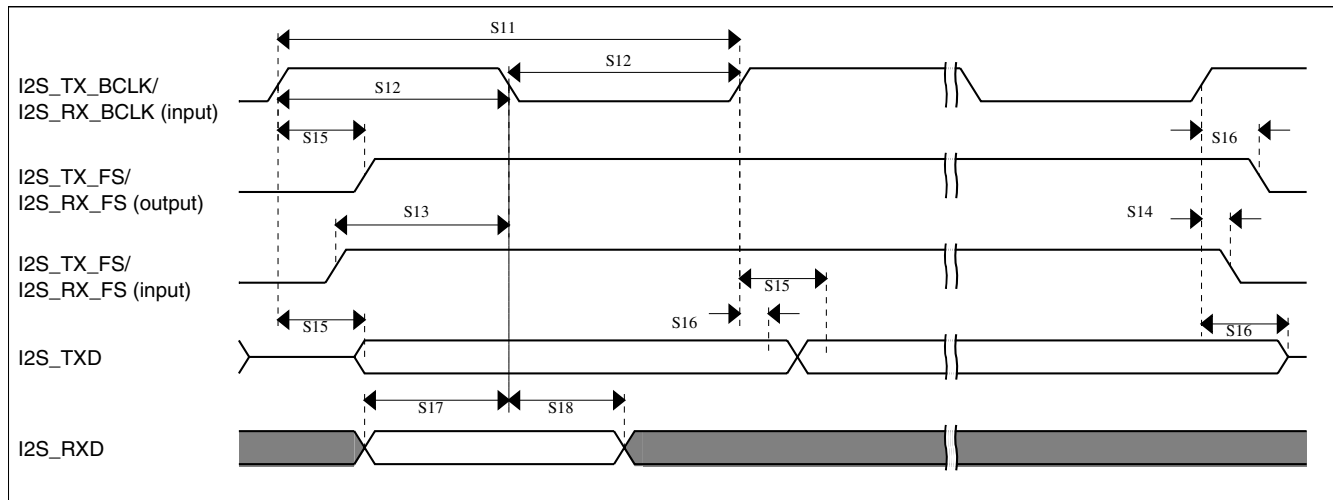 S11
I2S_TX_BCLK/
I2S_RX_BCLK (input)
S12
S12
S15
S16
I2S_TX_FS/
I2S_RX_FS (output)
S13
S14
I2S_TX_FS/
I2S_RX_FS (input)
S15
S15
S16
S16
I2S_TXD
S17
S18
I2S_RXD